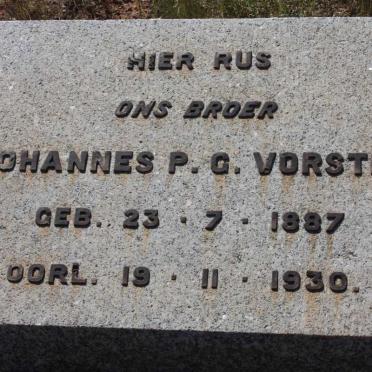 HIER RUS
ONS BROER
OHANNES P. G. VORST
GEB. 23 · 7 · 1887
OORL. 19 · 11 · 1930.